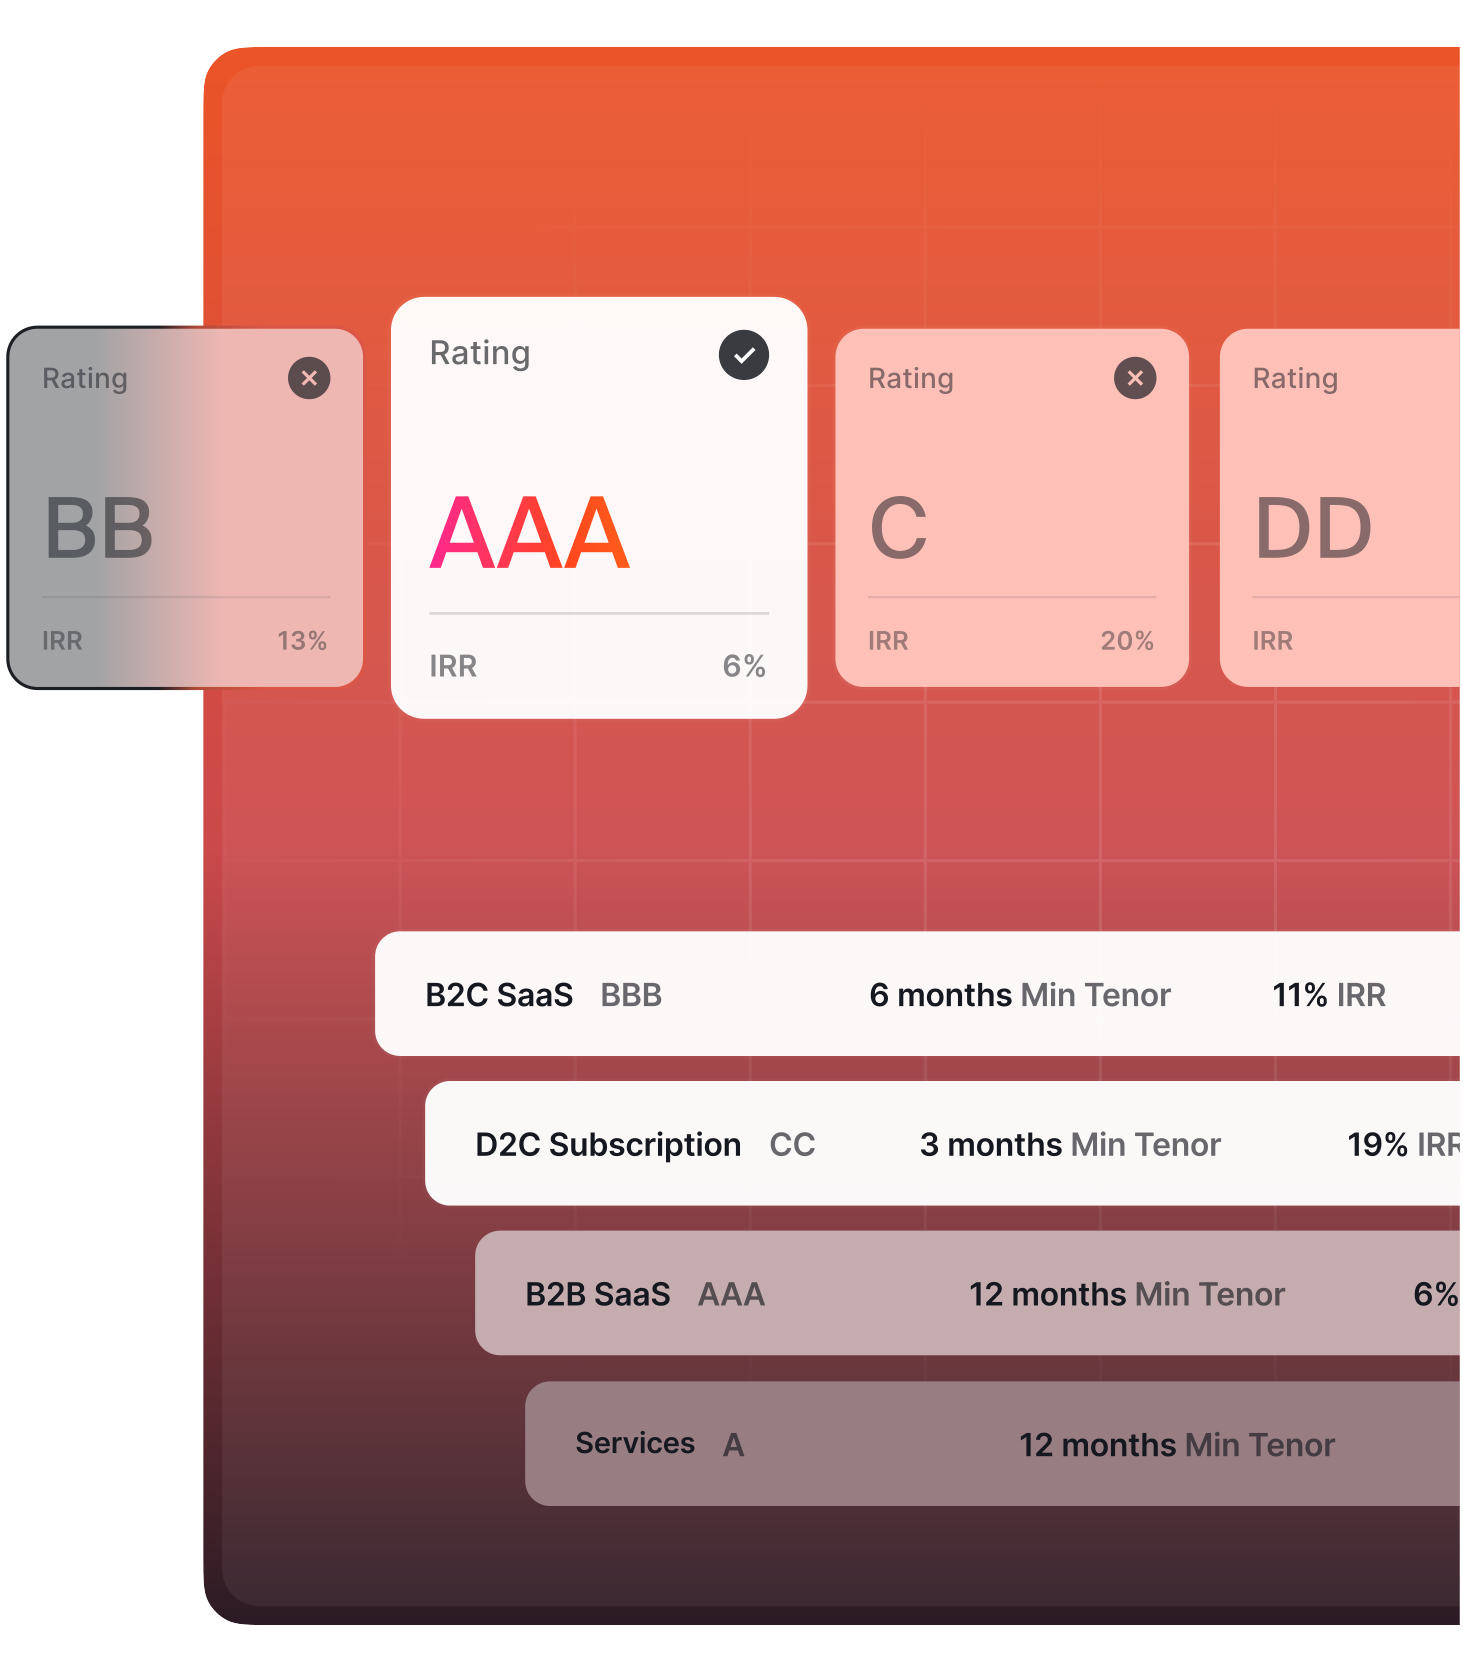 Rating
BB
IRR 13%
Rating
AAA
IRR 6%
Rating
C
IRR 20%
Rating
DD
IRR
B2C SaaS BBB 6 months Min Tenor 11% IRR
D2C Subscription CC 3 months Min Tenor 19% IRR
B2B SaaS AAA 12 months Min Tenor 6%
Services A 12 months Min Tenor